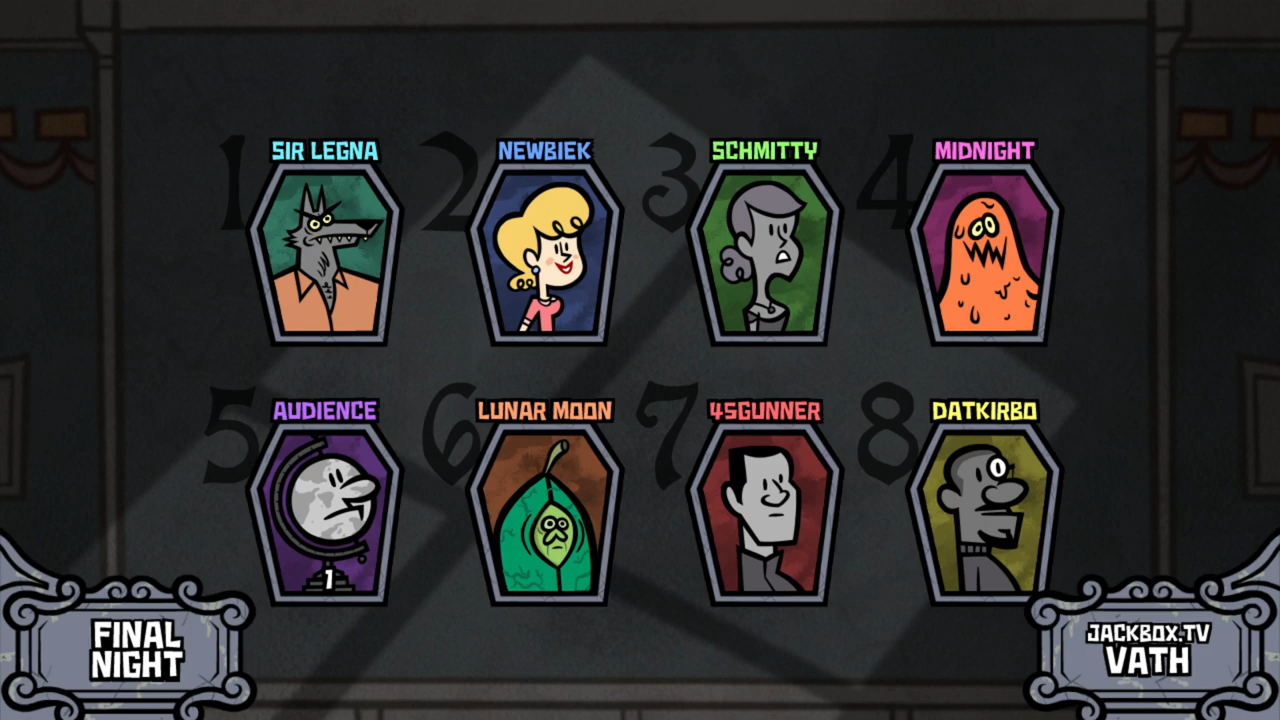 1
SIR LEGNA
2
NEWBIEK
3
SCHMITTY
4
MIDNIGHT
5
AUDIENCE
1
6
LUNAR MOON
7
45GUNNER
8
DATKIRBO
FINAL
NIGHT
JACKBOX.TV
VATH